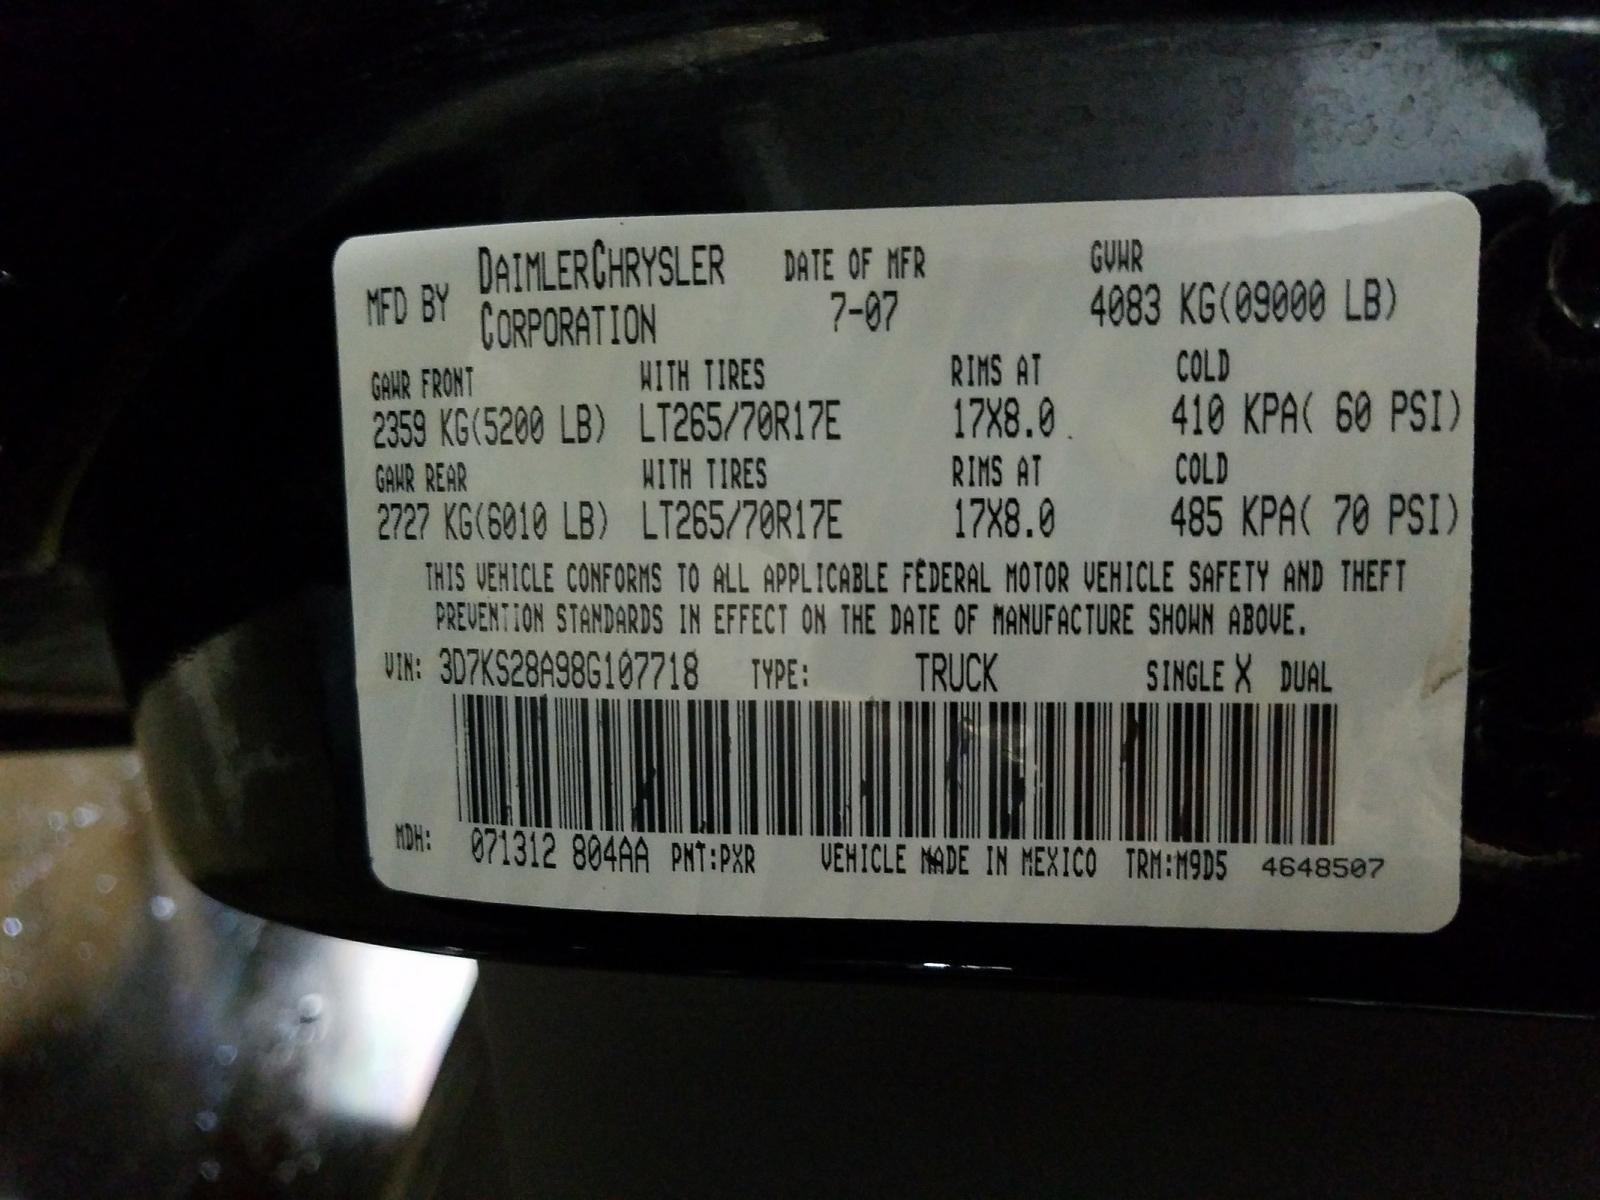 MFD BY DAIMLERCHRYSLER CORPORATION DATE OF MFR 7-07 GVWR 4083 KG(09000 LB)
GAWR FRONT WITH TIRES RIMS AT COLD
2359 KG(5200 LB) LT265/70R17E 17X8.0 410 KPA( 60 PSI)
GAWR REAR WITH TIRES RIMS AT COLD
2727 KG(6010 LB) LT265/70R17E 17X8.0 485 KPA( 70 PSI)
THIS VEHICLE CONFORMS TO ALL APPLICABLE FEDERAL MOTOR VEHICLE SAFETY AND THEFT
PREVENTION STANDARDS IN EFFECT ON THE DATE OF MANUFACTURE SHOWN ABOVE.
VIN: 3D7KS28A98G107718 TYPE: TRUCK SINGLE X DUAL
MDH: 071312 804AA PNT:PXR VEHICLE MADE IN MEXICO TRM:M9D5 4648507